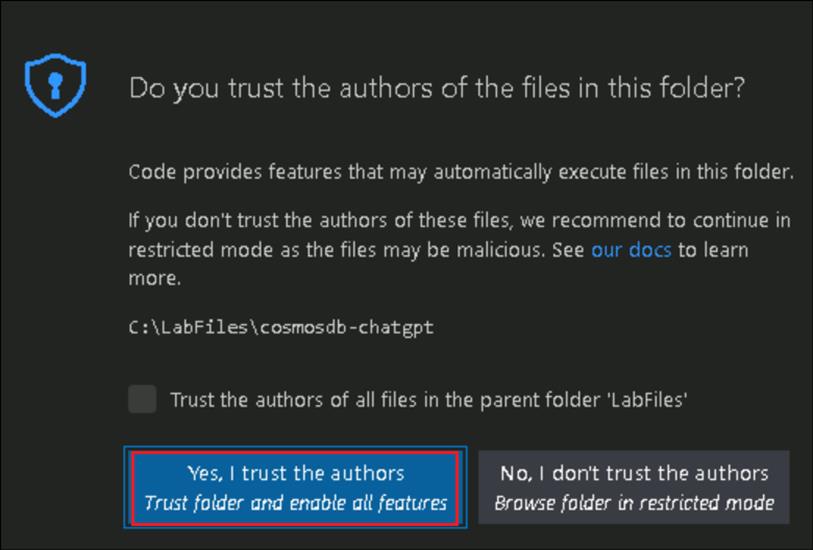 Do you trust the authors of the files in this folder?
Code provides features that may automatically execute files in this folder.
If you don't trust the authors of these files, we recommend to continue in
restricted mode as the files may be malicious. See our docs to learn
more.
C:\LabFiles\cosmosdb-chatgpt
Trust the authors of all files in the parent folder 'LabFiles'
Yes, I trust the authors
Trust folder and enable all features
No, I don't trust the authors
Browse folder in restricted mode